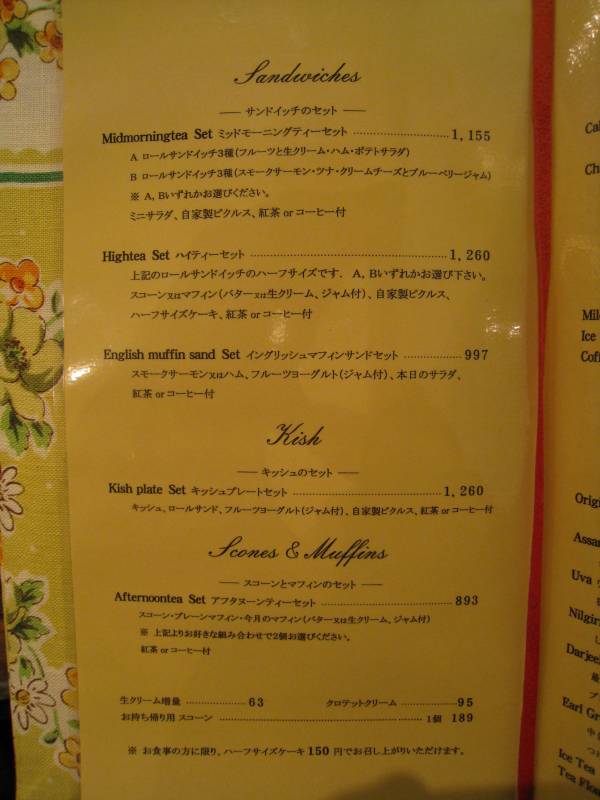 Sandwiches
サンドイッチのセット
Midmorningtea Set ミッドモーニングティーセット 1,155
A ロールサンドイッチ3種(フルーツと生クリーム・ハム・ポテトサラダ)
B ロールサンドイッチ3種(スモークサーモン・ツナ・クリームチーズとブルーベリージャム)
※ A, Bいずれかお選びください。
ミニサラダ、自家製ピクルス、紅茶 or コーヒー付
Hightea Set ハイティーセット 1,260
上記のロールサンドイッチのハーフサイズです. A, Bいずれかお選び下さい。
スコーン又はマフィン(バター又は生クリーム、ジャム付)、自家製ピクルス、
ハーフサイズケーキ、紅茶 or コーヒー付
English muffin sand Set イングリッシュマフィンサンドセット 997
スモークサーモン又はハム、フルーツヨーグルト(ジャム付)、本日のサラダ、
紅茶 or コーヒー付
Kish
キッシュのセット
Kish plate Set キッシュプレートセット 1,260
キッシュ、ロールサンド、フルーツヨーグルト(ジャム付)、自家製ピクルス、紅茶 or コーヒー付
Scones & Muffins
スコーンとマフィンのセット
Afternoontea Set アフタヌーンティーセット 893
スコーン・プレーンマフィン・今月のマフィン(バター又は生クリーム、ジャム付)
※ 上記よりお好きな組み合わせで2個お選びください。
紅茶 or コーヒー付
生クリーム増量 63 クロテットクリーム 95
お持ち帰り用 スコーン 1個 189
※ お食事の方に限り、ハーフサイズケーキ 150 円でお召し上がりいただけます。
Ice
Uva
Earl Gr
Ice Tea